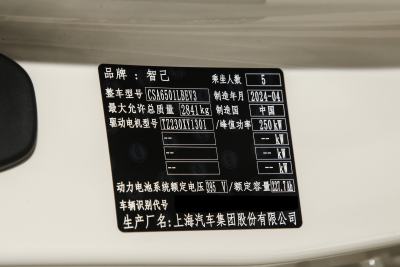 品牌：智己 乘坐人数 5
整车型号 CSA6501LDEV3 制造年月 2024-04
最大允许总质量 2841kg 制造国 中国
驱动电机型号 TZ230XY1301 /峰值功率 250kW
-- -- kW
-- -- kW
-- -- kW
动力电池系统额定电压 395 V /额定容量 227.7Ah
车辆识别代号
生产厂名：上海汽车集团股份有限公司